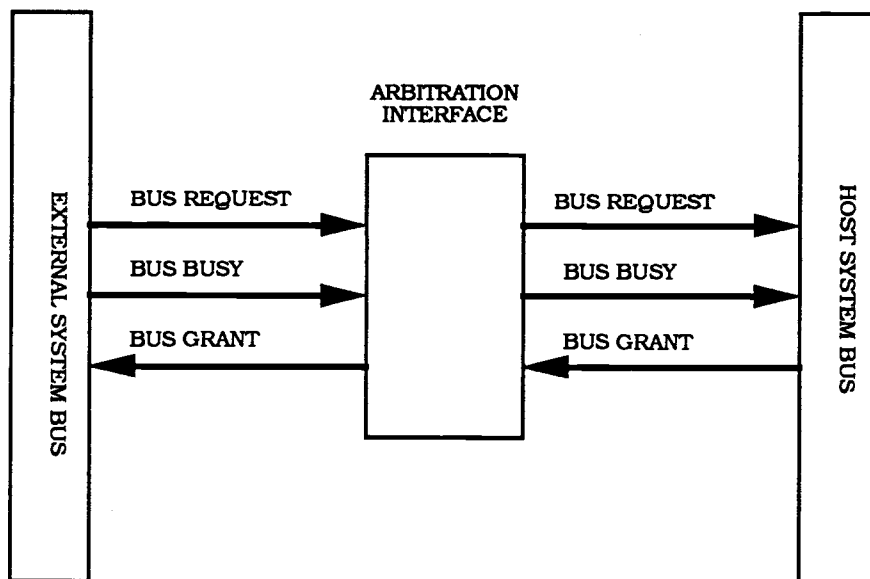 ARBITRATION
INTERFACE
EXTERNAL SYSTEM BUS
BUS REQUEST
BUS BUSY
BUS GRANT
BUS REQUEST
BUS BUSY
BUS GRANT
HOST SYSTEM BUS